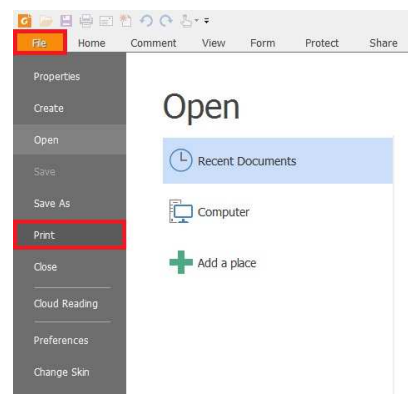 File Home Comment View Form Protect Share
Properties
Create
Open
Save
Save As
Print
Close
Cloud Reading
Preferences
Change Skin
Open
Recent Documents
Computer
Add a place